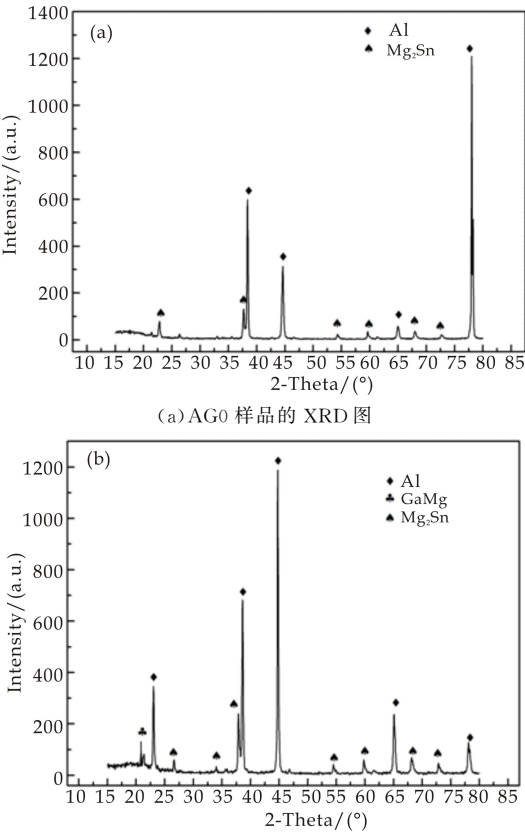 (a)
Al
Mg₂Sn
1400
1200
1000
800
600
400
200
0
Intensity/(a.u.)
10 15 20 25 30 35 40 45 50 55 60 65 70 75 80 85
2-Theta/(°)
(a)AG0 样品的 XRD 图
(b)
Al
GaMg
Mg₂Sn
1200
1000
800
600
400
200
0
Intensity/(a.u.)
10 15 20 25 30 35 40 45 50 55 60 65 70 75 80 85
2-Theta/(°)